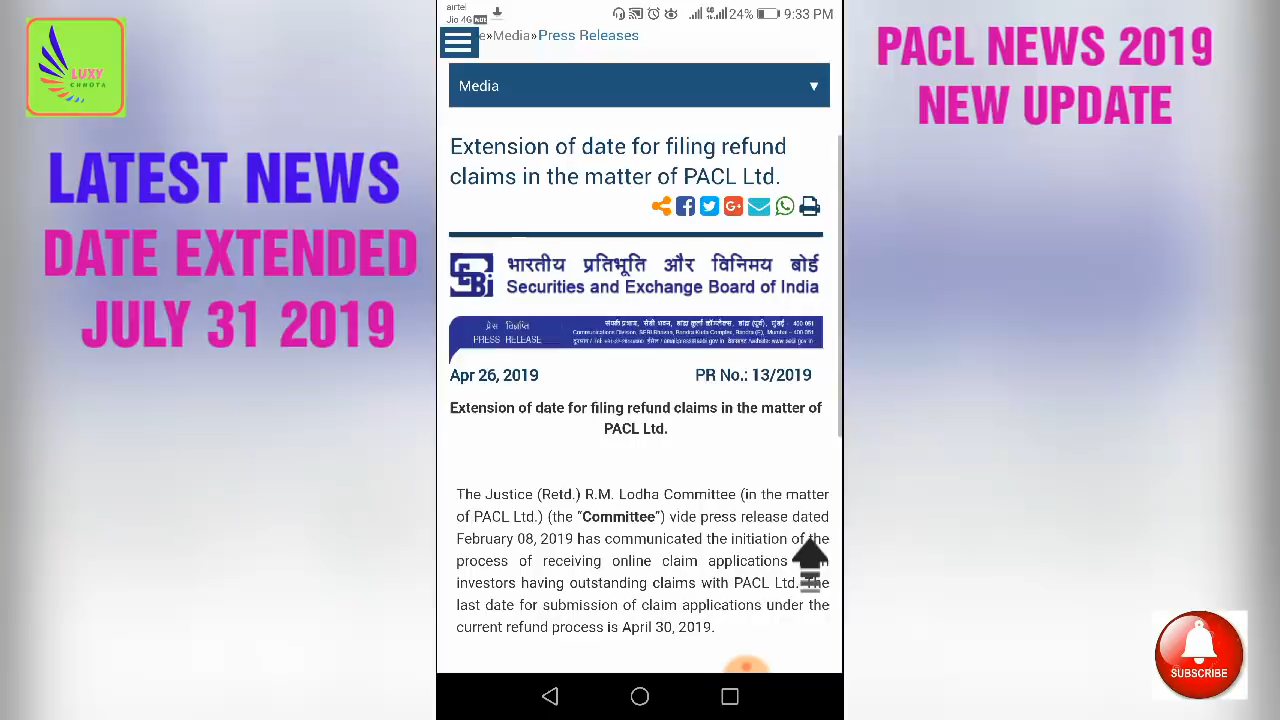 LUXY
CHHOTA
LATEST NEWS
DATE EXTENDED
JULY 31 2019
airtel
Jio 4G
24%
9:33 PM
e»Media»Press Releases
Media
Extension of date for filing refund
claims in the matter of PACL Ltd.
SEBI
भारतीय प्रतिभूति और विनिमय बोर्ड
Securities and Exchange Board of India
प्रेस विज्ञप्ति
PRESS RELEASE
Apr 26, 2019 PR No.: 13/2019
Extension of date for filing refund claims in the matter of
PACL Ltd.
The Justice (Retd.) R.M. Lodha Committee (in the matter
of PACL Ltd.) (the “Committee”) vide press release dated
February 08, 2019 has communicated the initiation of the
process of receiving online claim applications
investors having outstanding claims with PACL Ltd.
last date for submission of claim applications under the
current refund process is April 30, 2019.
PACL NEWS 2019
NEW UPDATE
SUBSCRIBE